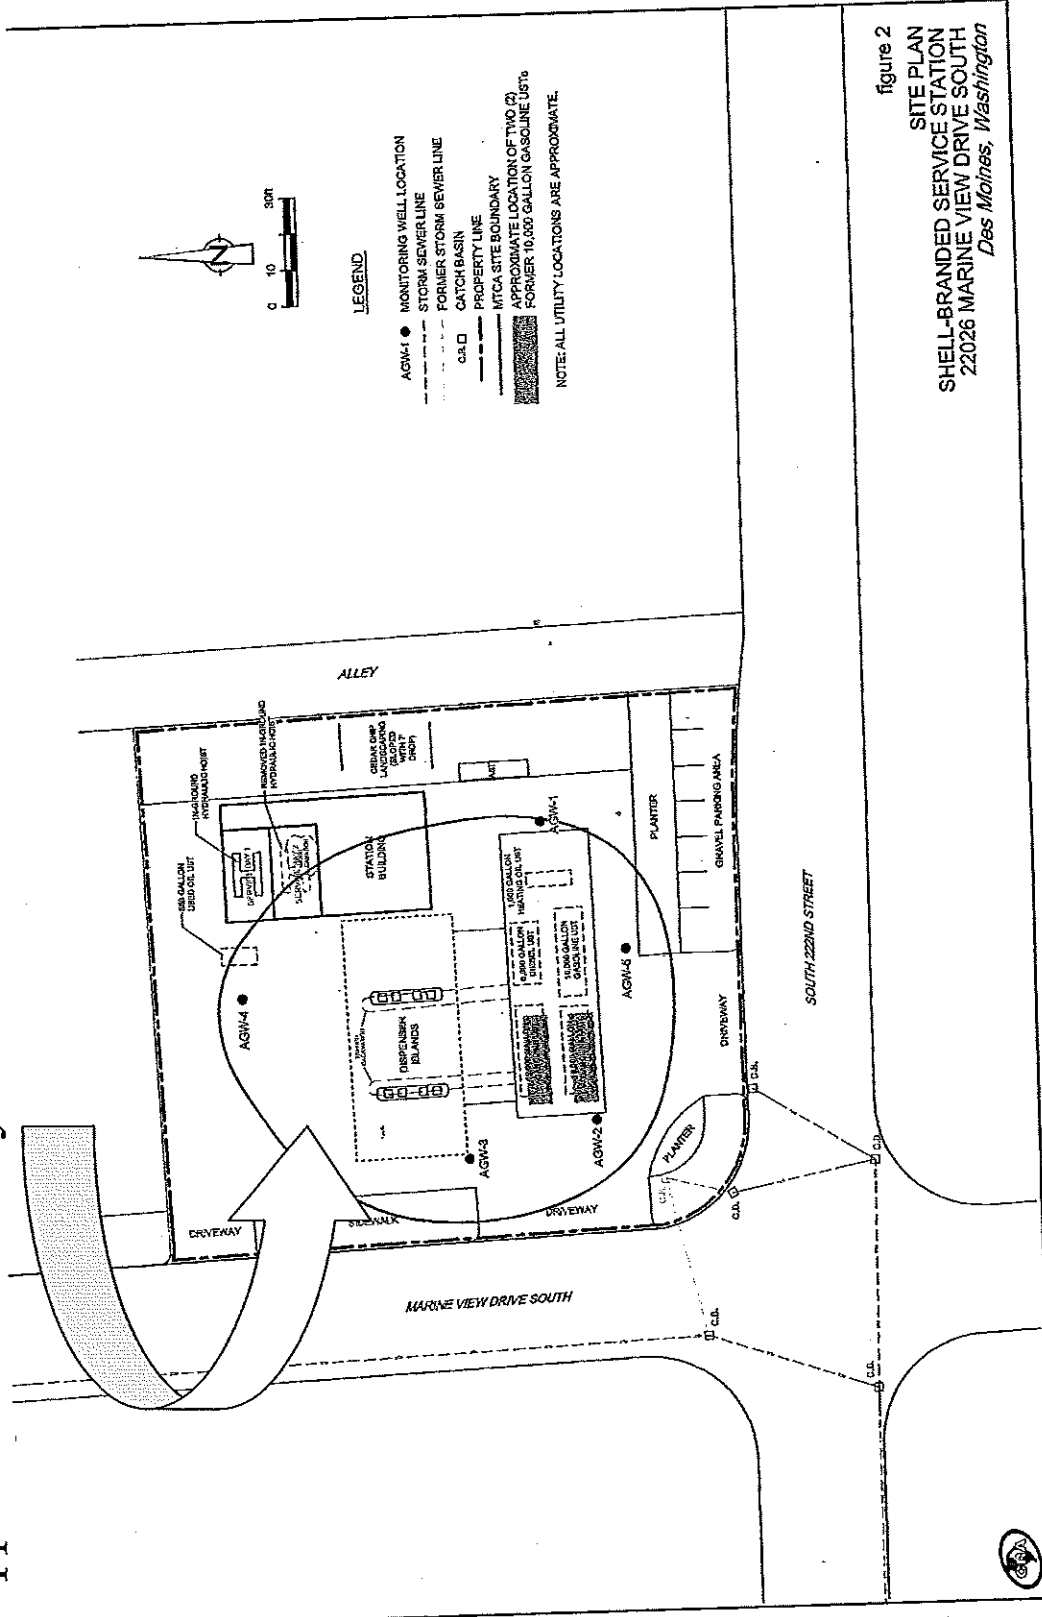 0 10 30ft
LEGEND
AGW-1 MONITORING WELL LOCATION
STORM SEWER LINE
FORMER STORM SEWER LINE
C.B. CATCH BASIN
PROPERTY LINE
MTCA SITE BOUNDARY
APPROXIMATE LOCATION OF TWO (2)
FORMER 10,000 GALLON GASOLINE USTs
NOTE: ALL UTILITY LOCATIONS ARE APPROXIMATE.
ALLEY
IN-GROUND
HYDRAULIC HOIST
REMOVED IN-GROUND
HYDRAULIC HOIST
550 GALLON
USED OIL UST
CEDAR CHIP
LANDSCAPING
(SLOPED
WITH 7'
DROP)
STATION
BUILDING
AGW-1
AGW-4
DISPENSER
ISLANDS
1,000 GALLON
HEATING OIL UST
DIESEL UST
10,000 GALLON
GASOLINE UST
AGW-5
AGW-3
AGW-2
PLANTER
GRAVEL PARKING AREA
DRIVEWAY
PLANTER
DRIVEWAY
SIDEWALK
DRIVEWAY
C.B.
MARINE VIEW DRIVE SOUTH
SOUTH 222ND STREET
figure 2
SITE PLAN
SHELL-BRANDED SERVICE STATION
22026 MARINE VIEW DRIVE SOUTH
Des Moines, Washington